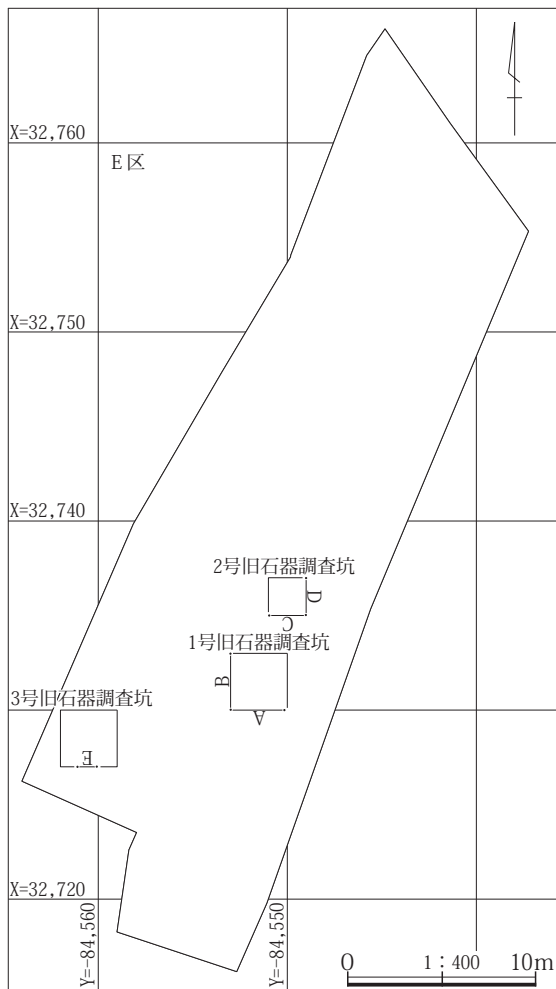 X=32,760
E区
X=32,750
X=32,740
2号旧石器調査坑
D
C
1号旧石器調査坑
B
A
3号旧石器調査坑
E
X=32,720
Y=-84,560
Y=-84,550
0 1：400 10m